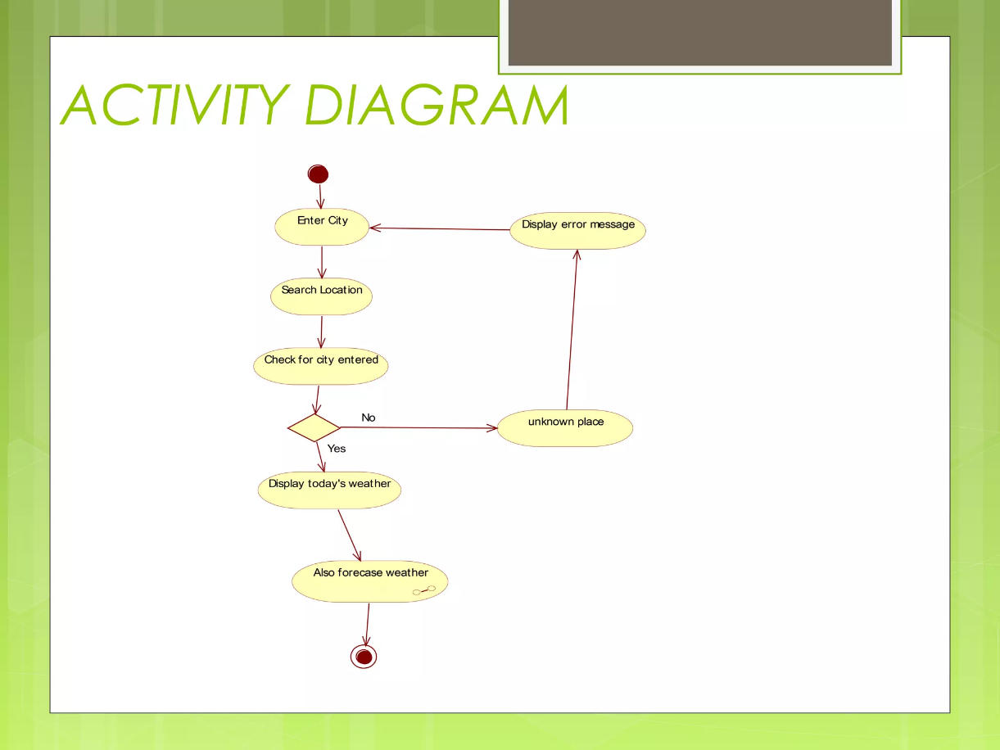 ACTIVITY DIAGRAM
Enter City
Display error message
Search Location
Check for city entered
No
unknown place
Yes
Display today's weather
Also forecase weather